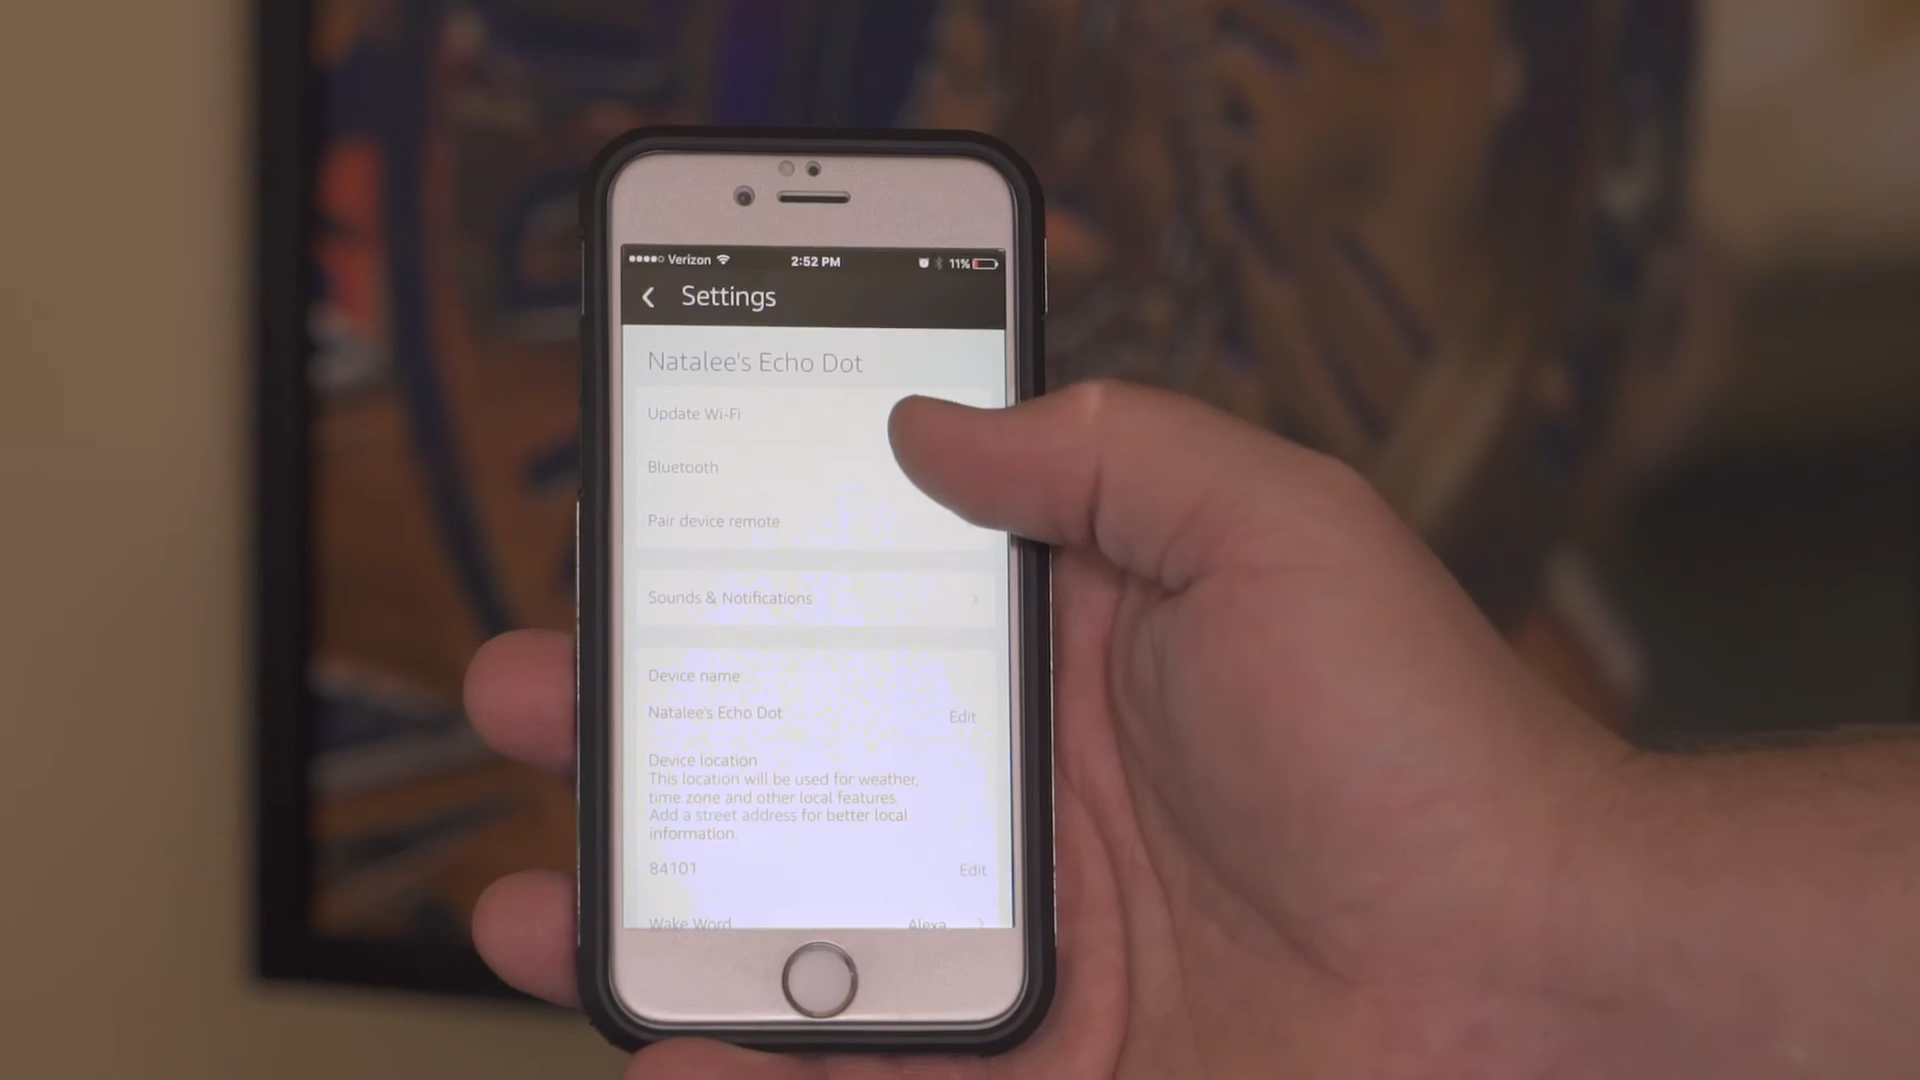 Verizon 2:52 PM 11%
Settings
Natalee's Echo Dot
Update Wi-Fi
Bluetooth
Pair device remote
Sounds & Notifications
Device name
Natalee's Echo Dot Edit
Device location
This location will be used for weather,
time zone and other local features.
Add a street address for better local
information.
84101 Edit
Wake Word Alexa